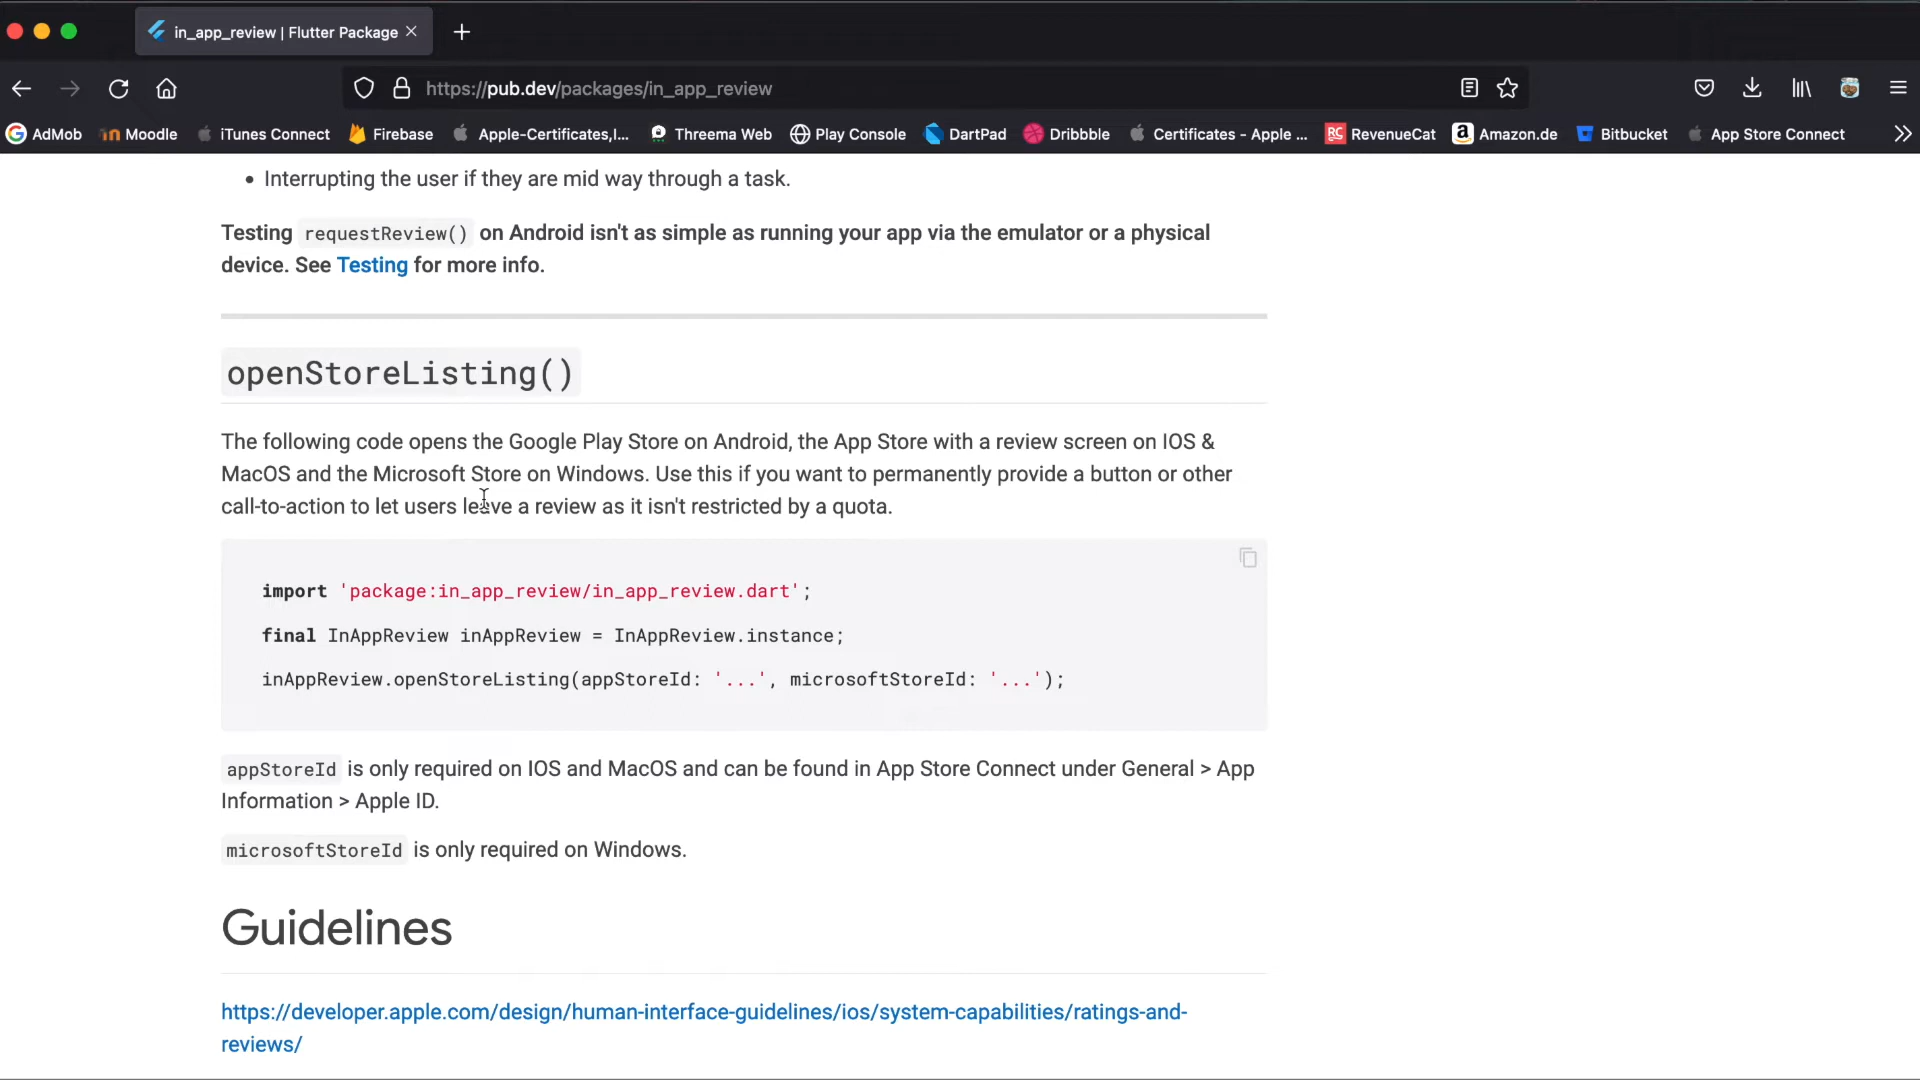 in_app_review | Flutter Package
https://pub.dev/packages/in_app_review
AdMob Moodle iTunes Connect Firebase Apple-Certificates,I... Threema Web Play Console DartPad Dribbble Certificates - Apple ... RevenueCat Amazon.de Bitbucket App Store Connect
• Interrupting the user if they are mid way through a task.
Testing requestReview() on Android isn't as simple as running your app via the emulator or a physical
device. See Testing for more info.
openStoreListing()
The following code opens the Google Play Store on Android, the App Store with a review screen on IOS &
MacOS and the Microsoft Store on Windows. Use this if you want to permanently provide a button or other
call-to-action to let users leave a review as it isn't restricted by a quota.
import 'package:in_app_review/in_app_review.dart';
final InAppReview inAppReview = InAppReview.instance;
inAppReview.openStoreListing(appStoreId: '...', microsoftStoreId: '...');
appStoreId is only required on IOS and MacOS and can be found in App Store Connect under General > App
Information > Apple ID.
microsoftStoreId is only required on Windows.
Guidelines
https://developer.apple.com/design/human-interface-guidelines/ios/system-capabilities/ratings-and-
reviews/